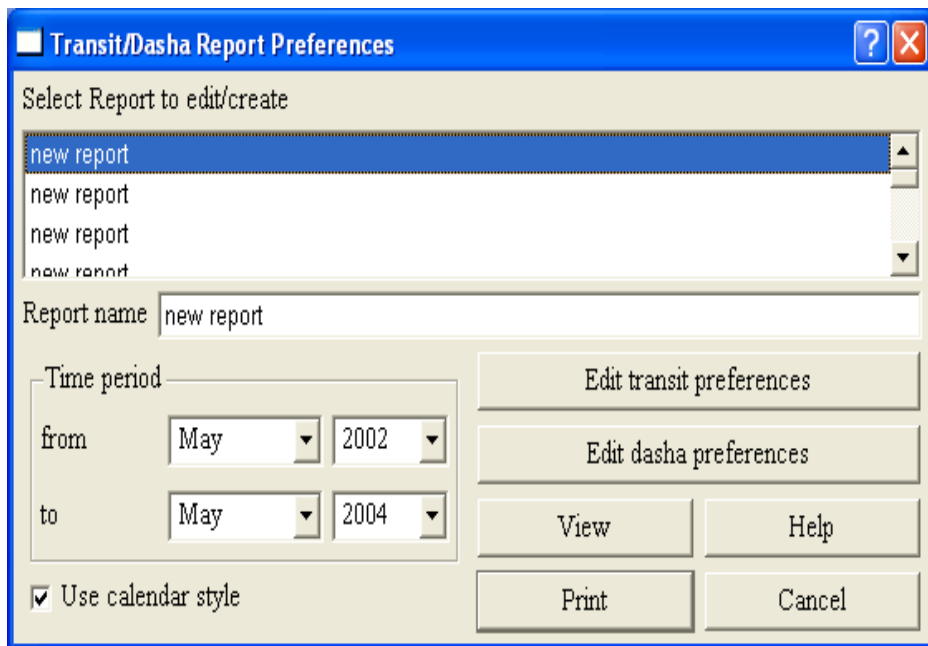 Transit/Dasha Report Preferences
Select Report to edit/create
new report
new report
new report
new report
Report name new report
Time period
from May 2002
to May 2004
Use calendar style
Edit transit preferences
Edit dasha preferences
View Help
Print Cancel